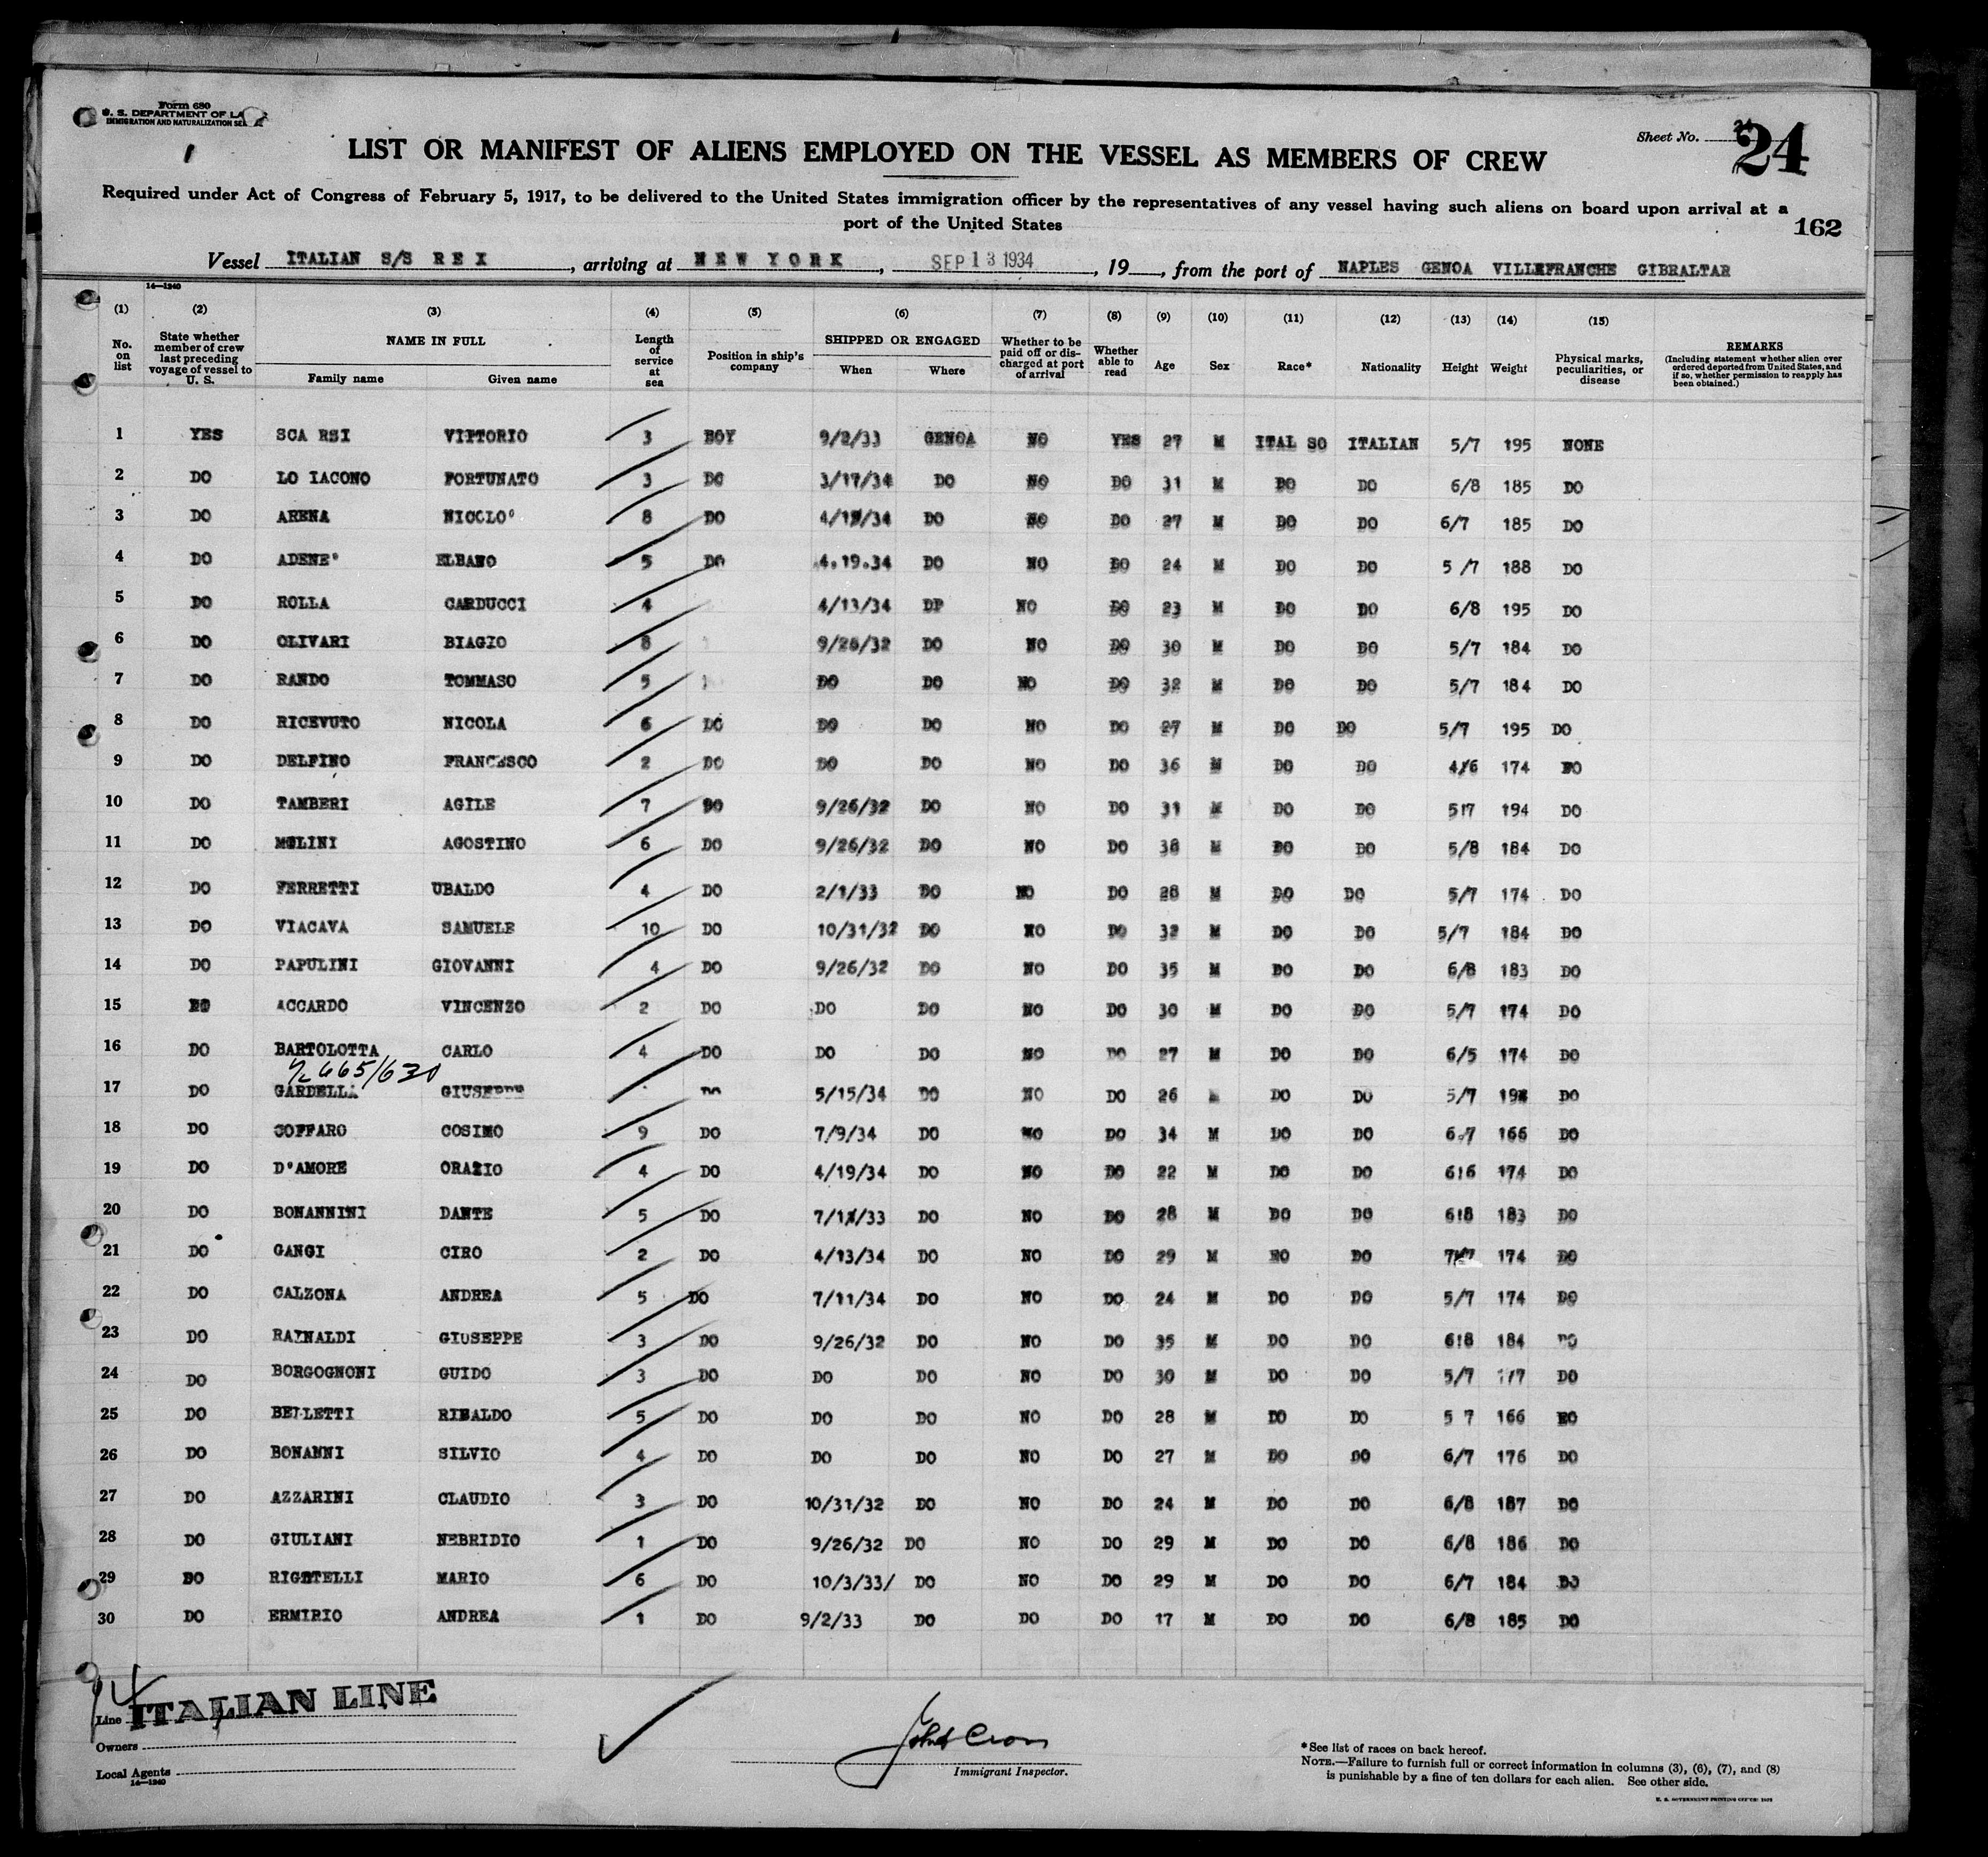 Form 680
U. S. DEPARTMENT OF LA
IMMIGRATION AND NATURALIZATION SE
1
LIST OR MANIFEST OF ALIENS EMPLOYED ON THE VESSEL AS MEMBERS OF CREW
Sheet No. 24
24
Required under Act of Congress of February 5, 1917, to be delivered to the United States immigration officer by the representatives of any vessel having such aliens on board upon arrival at a
port of the United States
162
Vessel ITALIAN S/S REX, arriving at NEW YORK, SEP 13 1934, 19, from the port of NAPLES GENOA VILLEFRANCHE GIBRALTAR
14—1240
(1) (2) (3) (4) (5) (6) (7) (8) (9) (10) (11) (12) (13) (14) (15)
No. on list State whether member of crew last preceding voyage of vessel to U. S. NAME IN FULL Family name Given name Length of service at sea Position in ship's company SHIPPED OR ENGAGED When Where Whether to be paid off or discharged at port of arrival Whether able to read Age Sex Race* Nationality Height Weight Physical marks, peculiarities, or disease REMARKS (Including statement whether alien over ordered deported from United States, and if so, whether permission to reapply has been obtained.)
1 YES SCA RSI VITTORIO 3 BOY 9/2/33 GENOA NO YES 27 M ITAL SO ITALIAN 5/7 195 NONE
2 DO LO IACONO FORTUNATO 3 DO 3/17/34 DO NO DO 31 M DO DO 6/8 185 DO
3 DO ARENA NICOLO' 8 DO DO NO DO 27 M DO DO 6/7 185 DO
4 DO ADENE' ELBANO 5 DO 4.19.34 DO NO DO 24 M DO DO 5 /7 188 DO
5 DO ROLLA CARDUCCI 4 4/13/34 DP NO DO 23 M DO DO 6/8 195 DO
6 DO OLIVARI BIAGIO 8 9/26/32 DO NO DO 30 M DO DO 5/7 184 DO
7 DO RANDO TOMMASO 5 DO DO NO DO 32 M DO DO 5/7 184 DO
8 DO RICEVUTO NICOLA 6 DO DO DO NO DO 27 M DO DO 5/7 195 DO
9 DO DELFINO FRANCESCO 2 DO DO DO NO DO 36 M DO DO 4/6 174 DO
10 DO TAMBERI AGILE 7 DO 9/26/32 DO NO DO 31 M DO DO 5!7 194 DO
11 DO MOLINI AGOSTINO 6 DO 9/26/32 DO NO DO 38 M DO DO 5/8 184 DO
12 DO FERRETTI UBALDO 4 DO 2/1/33 DO NO DO 28 M DO DO 5/7 174 DO
13 DO VIACAVA SAMUELE 10 DO 10/31/32 DO NO DO 32 M DO DO 5/7 184 DO
14 DO PAPULINI GIOVANNI 4 DO 9/26/32 DO NO DO 35 M DO DO 6/8 183 DO
15 DO ACCARDO VINCENZO 2 DO DO DO NO DO 30 M DO DO 5/7 174 DO
16 DO BARTOLOTTA CARLO 4 DO DO DO NO DO 27 M DO DO 6/5 174 DO
17 DO GARDELLA GIUSEPPE DO 5/15/34 DO NO DO 26 DO DO 5/7 DO
18 DO COFFARO COSIMO 9 DO 7/9/34 DO NO DO 34 M DO DO 6.7 166 DO
19 DO D'AMORE ORAZIO 4 DO 4/19/34 DO NO DO 22 M DO DO 6!6 174 DO
20 DO BONANNINI DANTE 5 DO DO NO DO 28 M DO DO 6!8 183 DO
21 DO GANGI CIRO 2 DO 4/13/34 DO NO DO 29 M DO DO 174 DO
22 DO CALZONA ANDREA 5 DO 7/11/34 DO NO DO 24 M DO DO 5/7 174 DO
23 DO RAINALDI GIUSEPPE 3 DO 9/26/32 DO NO DO 35 M DO DO 6!8 184 DO
24 DO BORGOGNONI GUIDO 3 DO DO DO NO DO 30 M DO DO 5/7 DO
25 DO BELLETTI RIBALDO 5 DO DO DO NO DO 28 M DO DO 5 7 166 DO
26 DO BONANNI SILVIO 4 DO DO DO NO DO 27 M DO DO 6/7 176 DO
27 DO AZZARINI CLAUDIO 3 DO 10/31/32 DO NO DO 24 M DO DO 6/8 187 DO
28 DO GIULIANI NEBRIDIO 1 DO 9/26/32 DO NO DO 29 M DO DO 6/8 186 DO
29 DO MARIO 6 DO 10/3/33/ DO NO DO 29 M DO DO 6/7 184 DO
30 DO ERMIRIO ANDREA 1 DO 9/2/33 DO DO DO 17 M DO DO 6/8 185 DO
Line ITALIAN LINE
Owners
Local Agents
14—1240
Immigrant Inspector.
*See list of races on back hereof.
NOTE.—Failure to furnish full or correct information in columns (3), (6), (7), and (8)
is punishable by a fine of ten dollars for each alien. See other side.